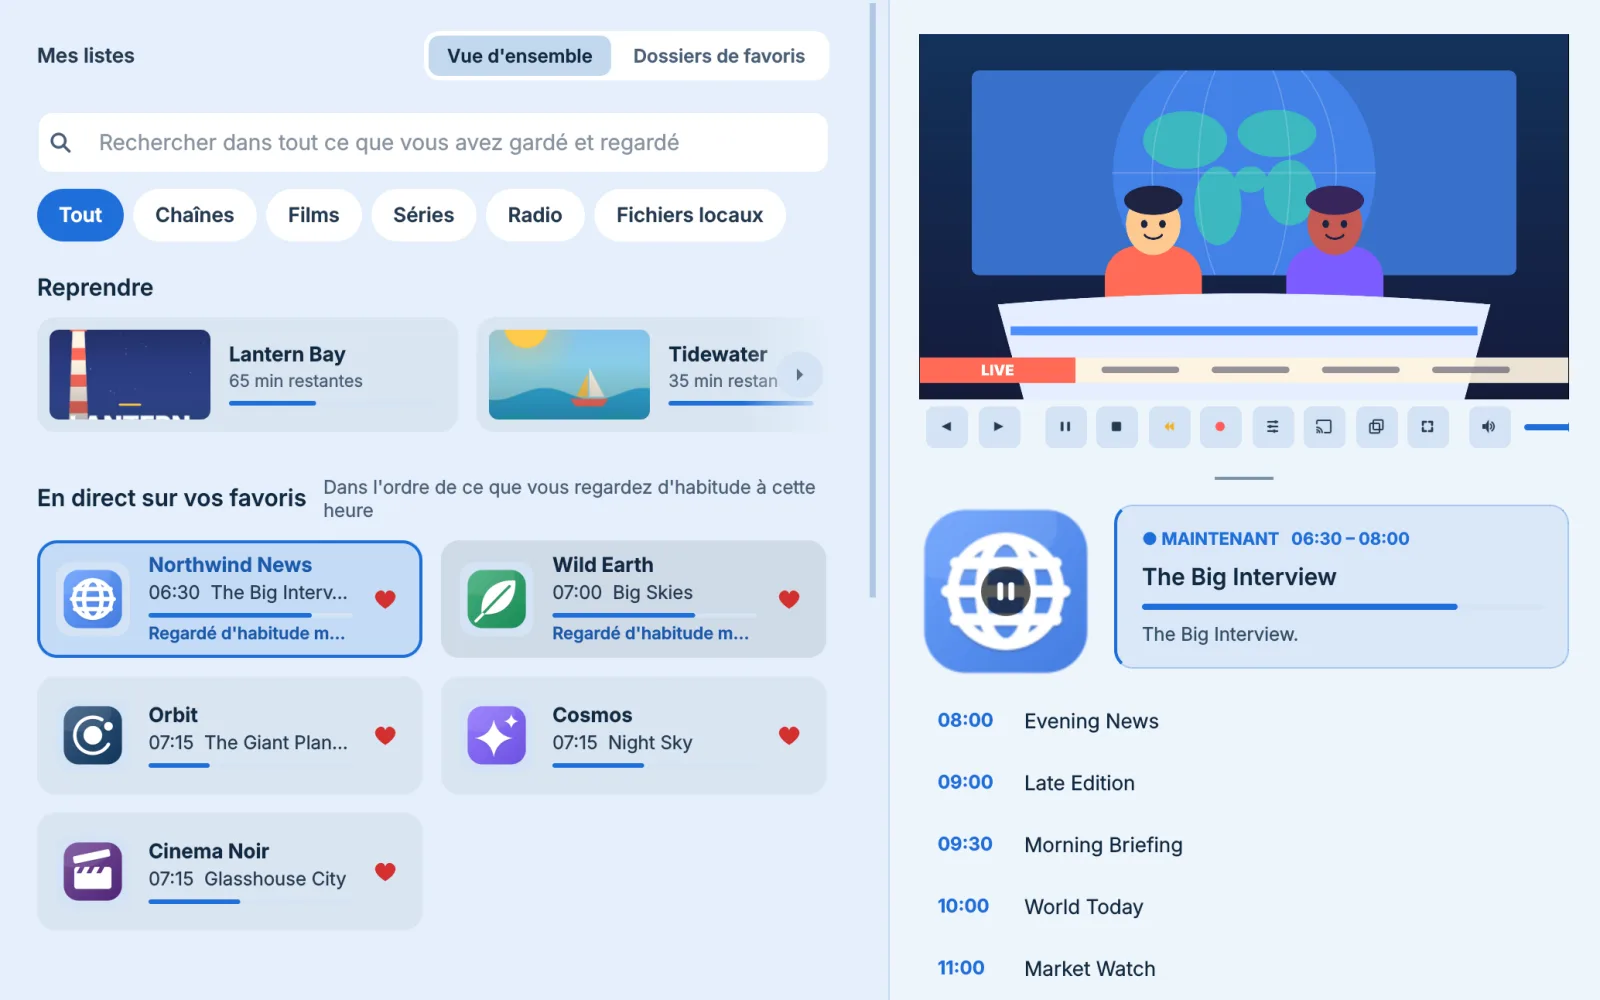 Mes listes
Vue d'ensemble
Dossiers de favoris
Rechercher dans tout ce que vous avez gardé et regardé
Tout
Chaînes
Films
Séries
Radio
Fichiers locaux
Reprendre
Lantern Bay
65 min restantes
Tidewater
35 min restan
En direct sur vos favoris
Dans l'ordre de ce que vous regardez d'habitude à cette
heure
Northwind News
06:30 The Big Interv...
Regardé d'habitude m...
Wild Earth
07:00 Big Skies
Regardé d'habitude m...
Orbit
07:15 The Giant Plan...
Cosmos
07:15 Night Sky
Cinema Noir
07:15 Glasshouse City
LIVE
MAINTENANT 06:30 – 08:00
The Big Interview
The Big Interview.
08:00 Evening News
09:00 Late Edition
09:30 Morning Briefing
10:00 World Today
11:00 Market Watch